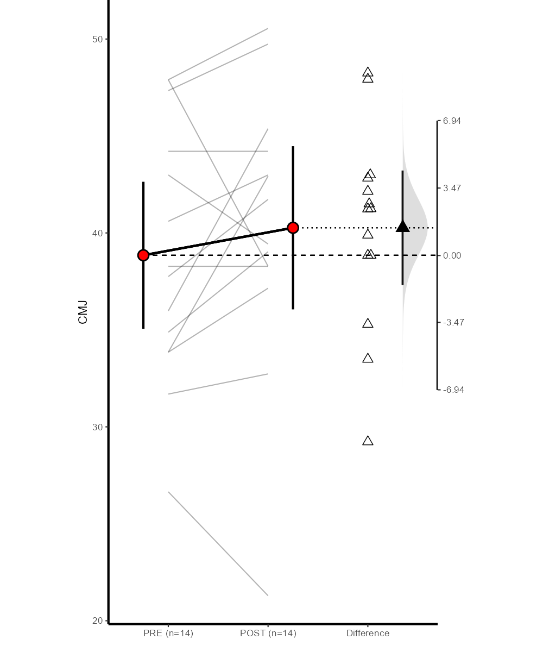 50
40
30
20
CMJ
6.94
3.47
0.00
-3.47
-6.94
PRE (n=14)
POST (n=14)
Difference